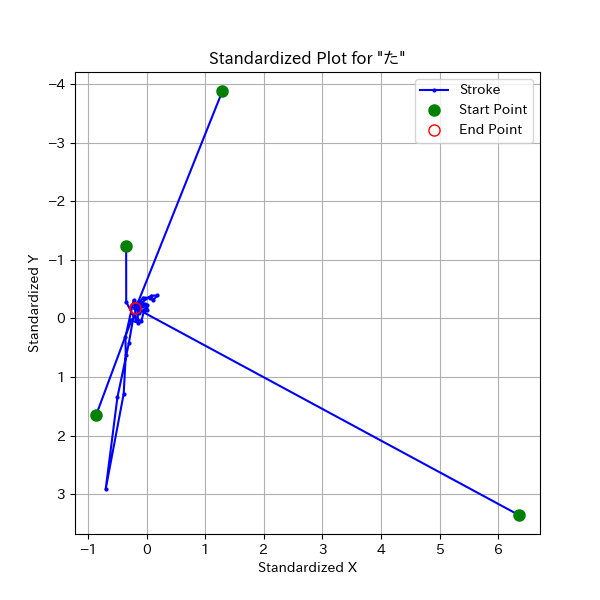 Standardized Plot for "た"
Stroke
Start Point
End Point
Standardized Y
−4
−3
−2
−1
0
1
2
3
−1 0 1 2 3 4 5 6
Standardized X